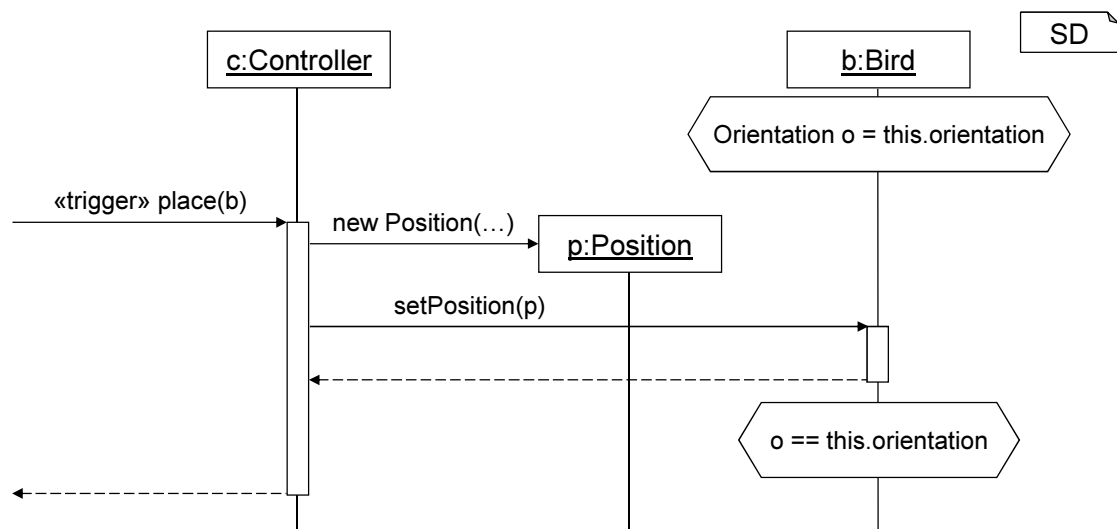 SD
c:Controller
b:Bird
Orientation o = this.orientation
«trigger» place(b)
new Position(…)
p:Position
setPosition(p)
o == this.orientation